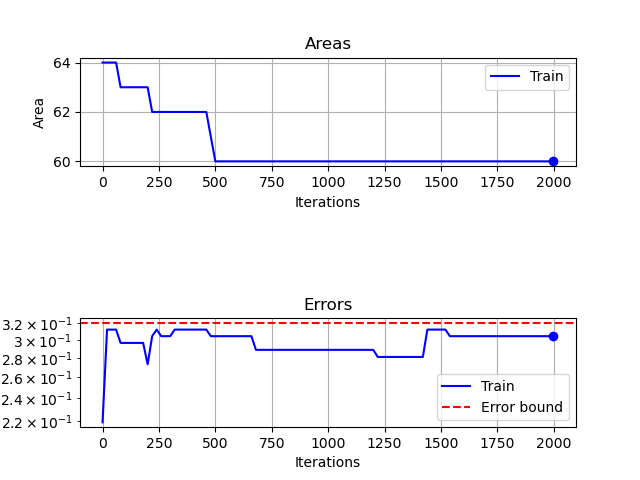 Areas
64
62
60
Area
Train
0 250 500 750 1000 1250 1500 1750 2000
Iterations
Errors
3.2 × 10⁻¹
3 × 10⁻¹
2.8 × 10⁻¹
2.6 × 10⁻¹
2.4 × 10⁻¹
2.2 × 10⁻¹
Train
Error bound
0 250 500 750 1000 1250 1500 1750 2000
Iterations